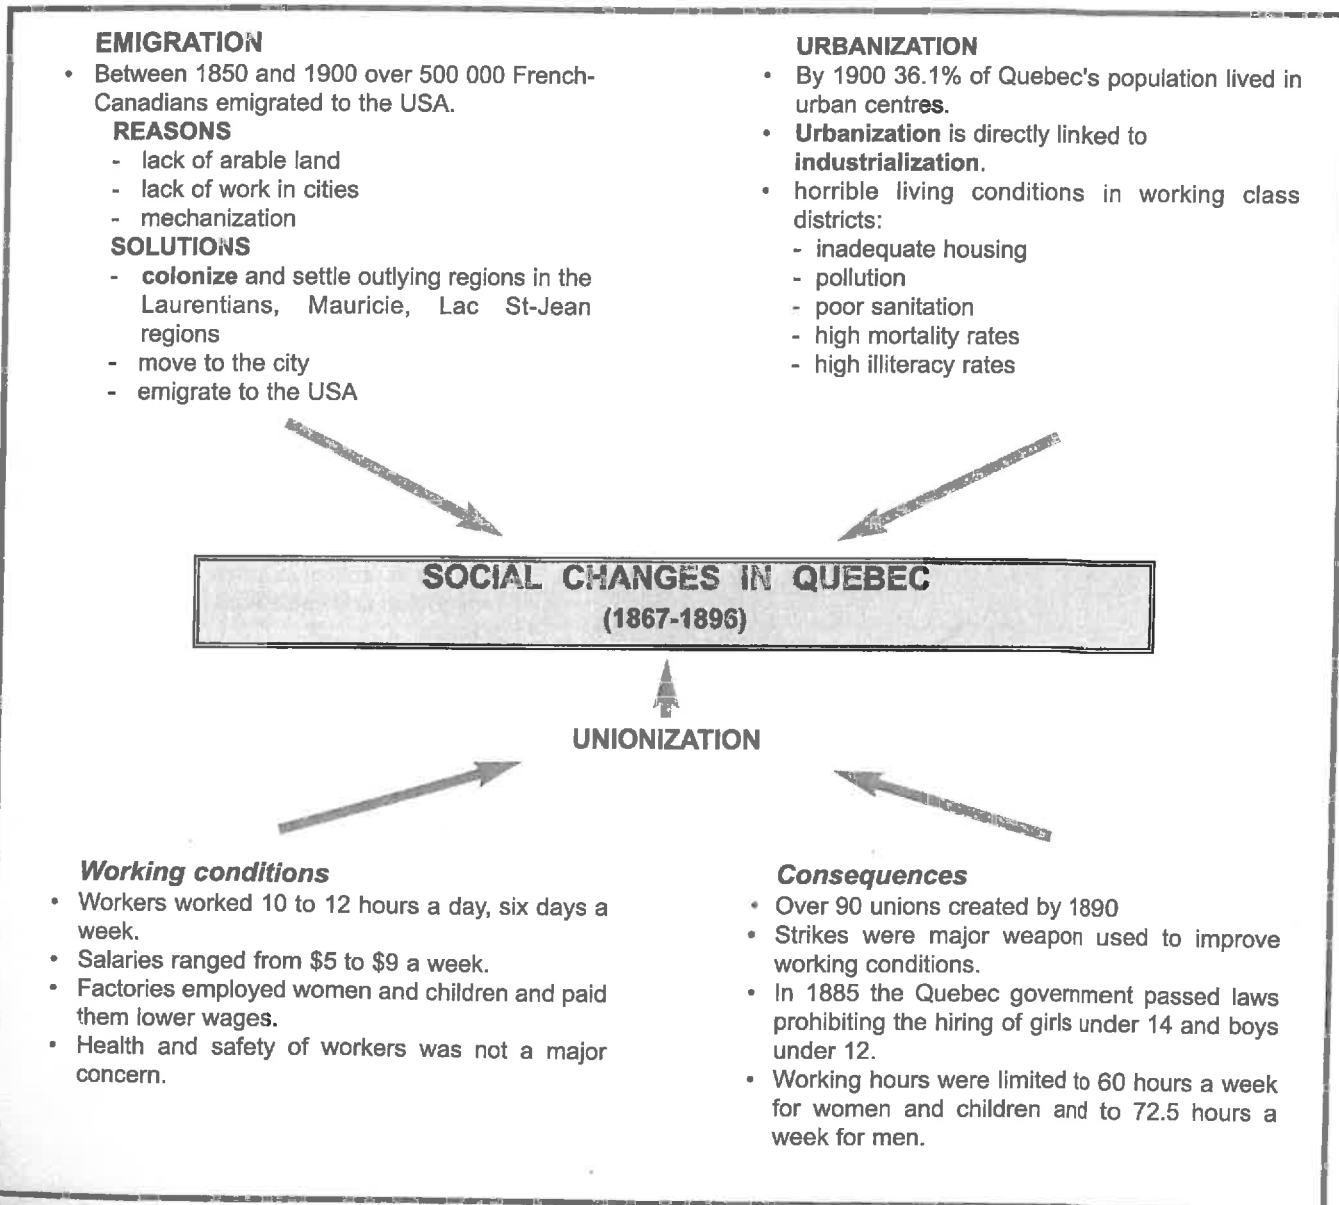 EMIGRATION
• Between 1850 and 1900 over 500 000 French-
Canadians emigrated to the USA.
REASONS
- lack of arable land
- lack of work in cities
- mechanization
SOLUTIONS
- colonize and settle outlying regions in the
Laurentians, Mauricie, Lac St-Jean
regions
- move to the city
- emigrate to the USA
URBANIZATION
• By 1900 36.1% of Quebec's population lived in
urban centres.
• Urbanization is directly linked to
industrialization.
• horrible living conditions in working class
districts:
- inadequate housing
- pollution
- poor sanitation
- high mortality rates
- high illiteracy rates
SOCIAL CHANGES IN QUEBEC
(1867-1896)
UNIONIZATION
Working conditions
• Workers worked 10 to 12 hours a day, six days a
week.
• Salaries ranged from $5 to $9 a week.
• Factories employed women and children and paid
them lower wages.
• Health and safety of workers was not a major
concern.
Consequences
• Over 90 unions created by 1890
• Strikes were major weapon used to improve
working conditions.
• In 1885 the Quebec government passed laws
prohibiting the hiring of girls under 14 and boys
under 12.
• Working hours were limited to 60 hours a week
for women and children and to 72.5 hours a
week for men.